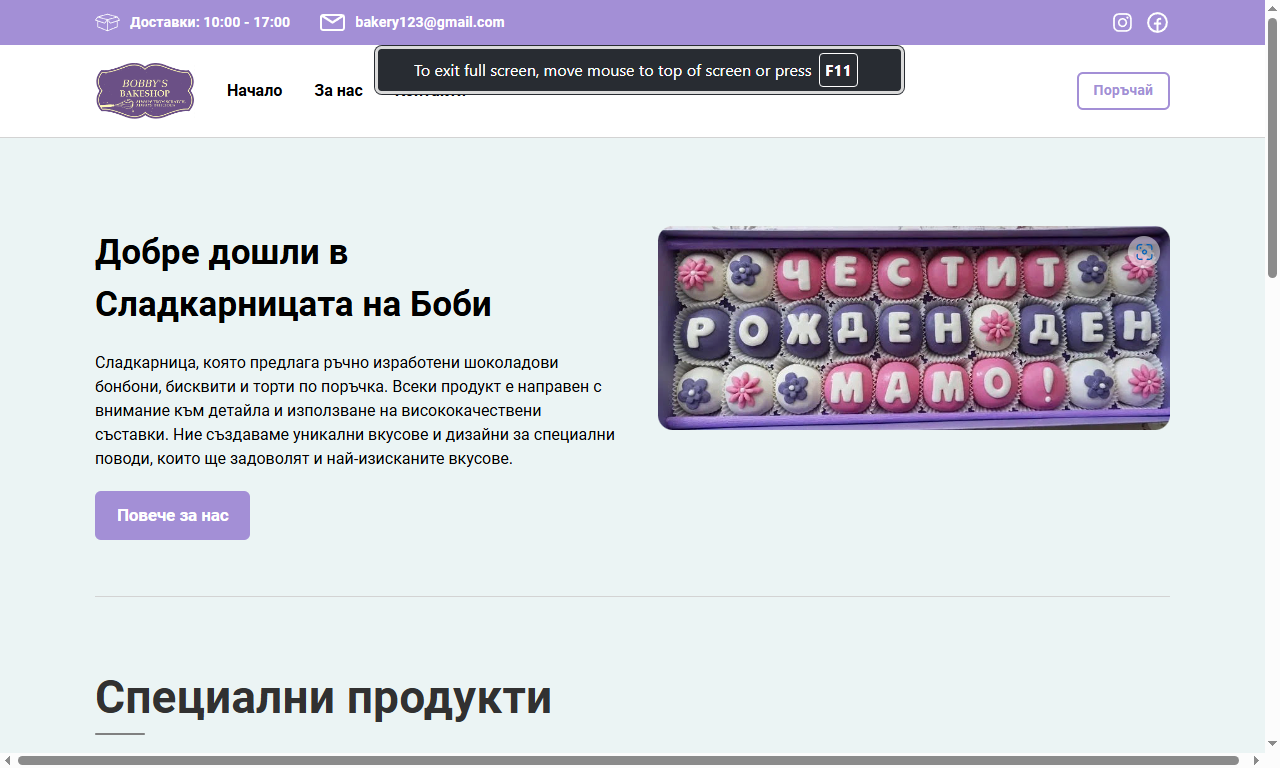 Доставки: 10:00 - 17:00
bakery123@gmail.com
To exit full screen, move mouse to top of screen or press F11
BOBBY'S
BAKESHOP
Начало
За нас
Поръчай
Добре дошли в
Сладкарницата на Боби
ЧЕСТИТ
РОЖДЕН ДЕН
МАМО!
Сладкарница, която предлага ръчно изработени шоколадови
бонбони, бисквити и торти по поръчка. Всеки продукт е направен с
внимание към детайла и използване на висококачествени
съставки. Ние създаваме уникални вкусове и дизайни за специални
поводи, които ще задоволят и най-изисканите вкусове.
Повече за нас
Специални продукти